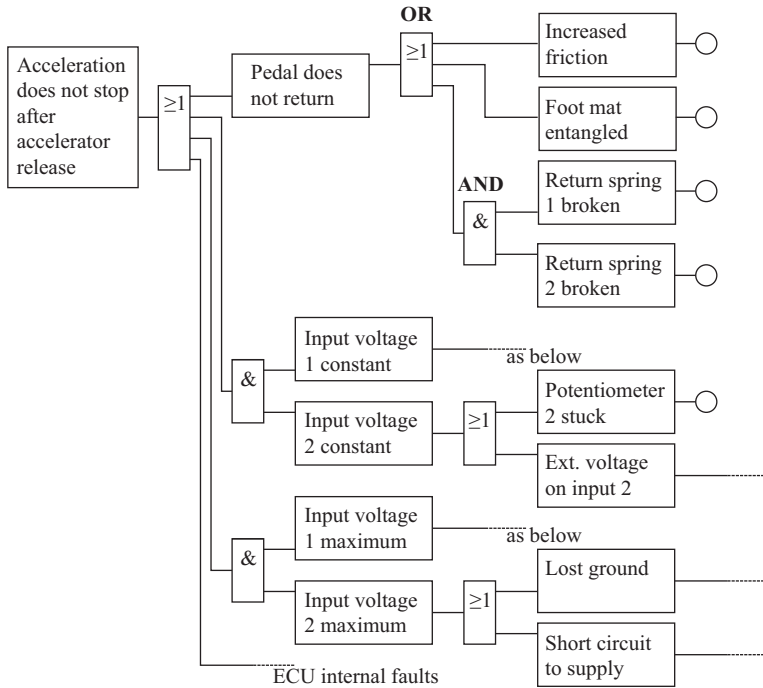 OR
Acceleration
does not stop
after
accelerator
release
≥1
Pedal does
not return
≥1
Increased
friction
Foot mat
entangled
AND
&
Return spring
1 broken
Return spring
2 broken
&
Input voltage
1 constant
as below
Input voltage
2 constant
≥1
Potentiometer
2 stuck
Ext. voltage
on input 2
&
Input voltage
1 maximum
as below
Input voltage
2 maximum
≥1
Lost ground
Short circuit
to supply
ECU internal faults